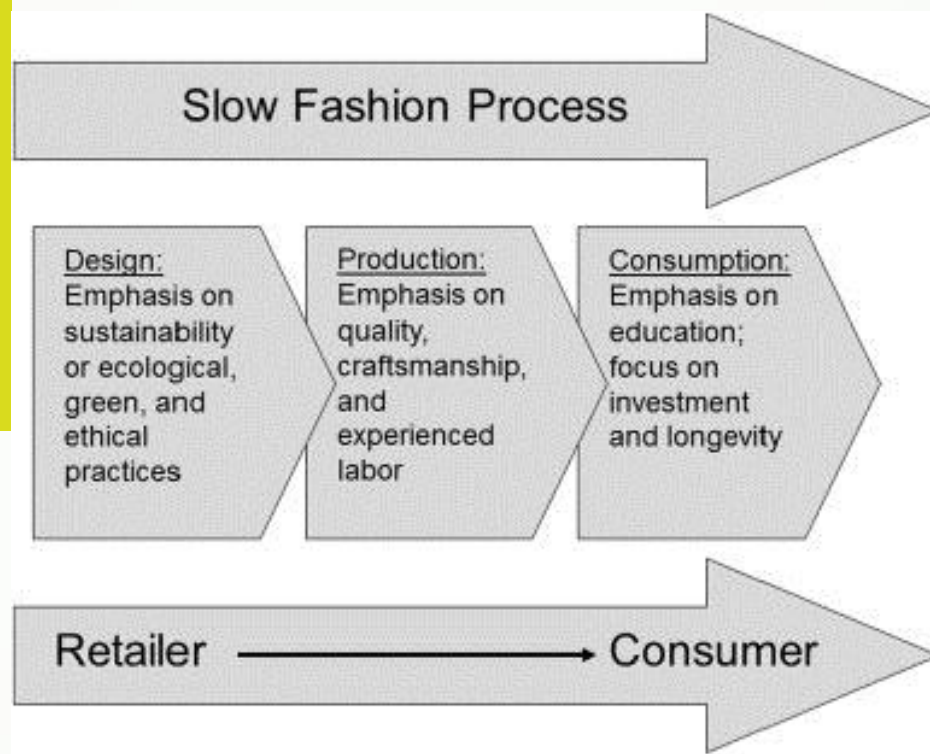 Slow Fashion Process
Design:
Emphasis on
sustainability
or ecological,
green, and
ethical
practices
Production:
Emphasis on
quality,
craftsmanship,
and
experienced
labor
Consumption:
Emphasis on
education;
focus on
investment
and longevity
Retailer Consumer